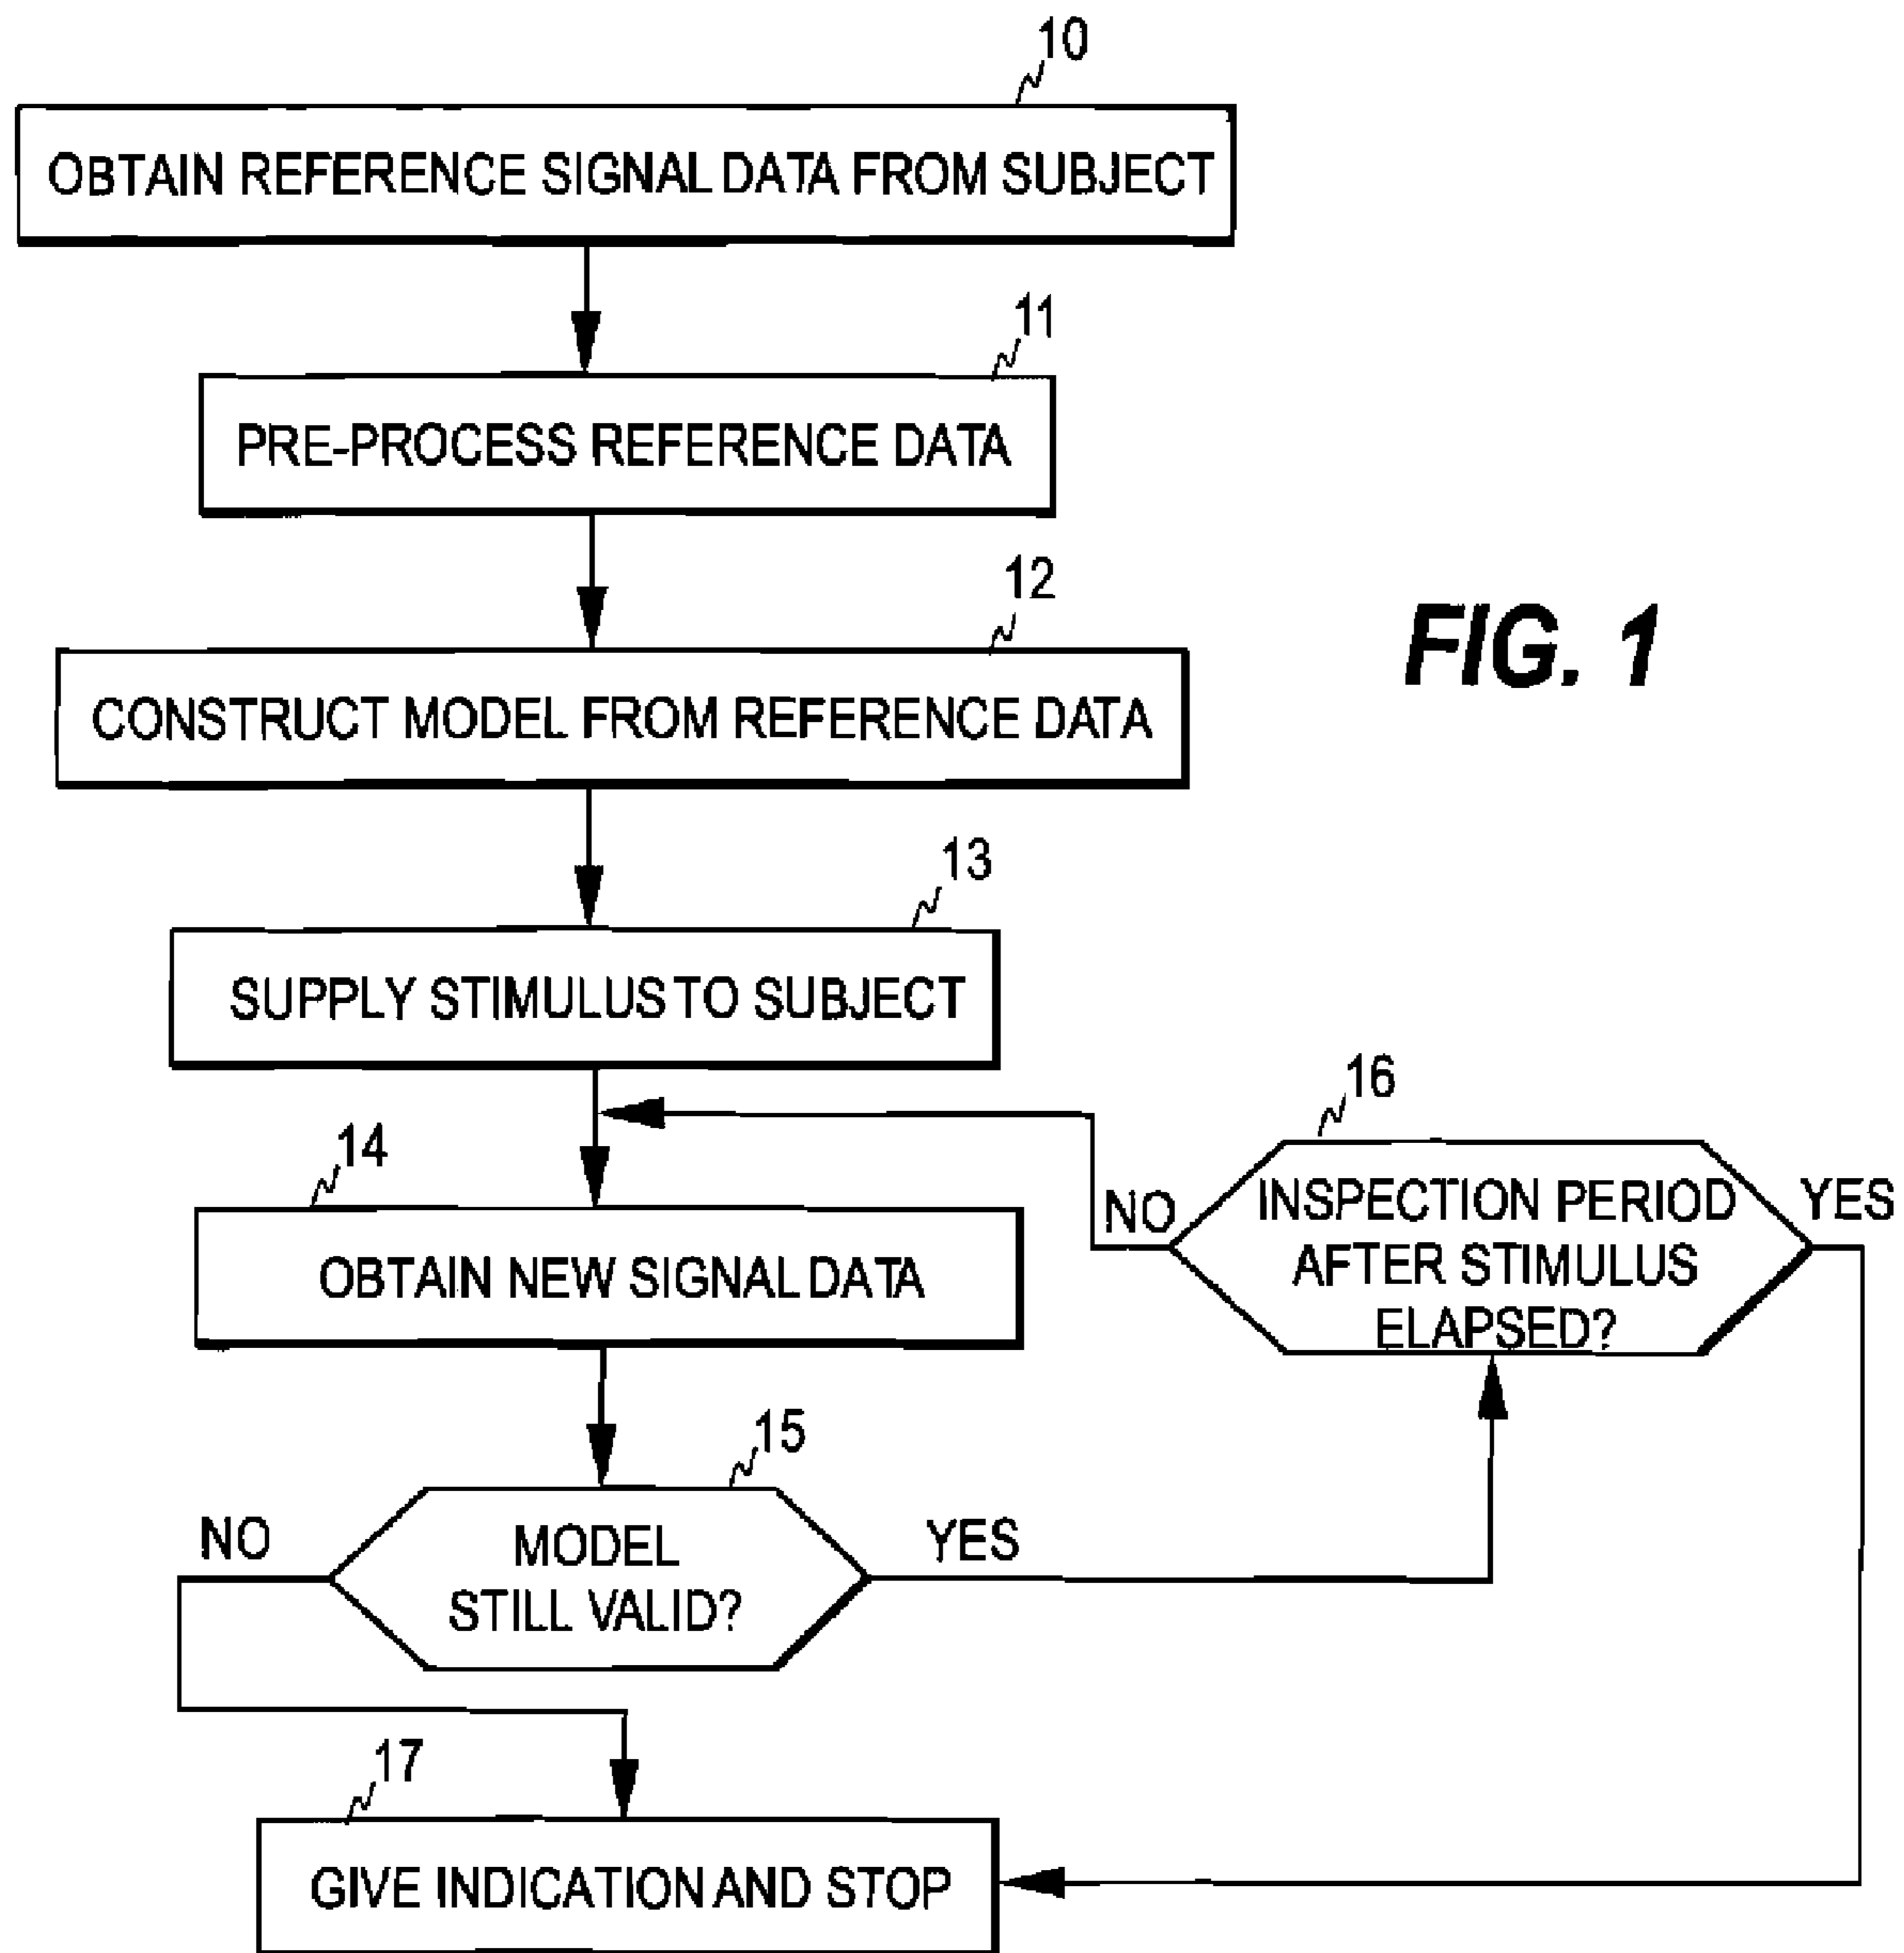 10
OBTAIN REFERENCE SIGNAL DATA FROM SUBJECT
11
PRE-PROCESS REFERENCE DATA
12
CONSTRUCT MODEL FROM REFERENCE DATA
FIG. 1
13
SUPPLY STIMULUS TO SUBJECT
14
OBTAIN NEW SIGNAL DATA
16
NO
INSPECTION PERIOD
AFTER STIMULUS
ELAPSED?
YES
15
NO
MODEL
STILL VALID?
YES
17
GIVE INDICATION AND STOP